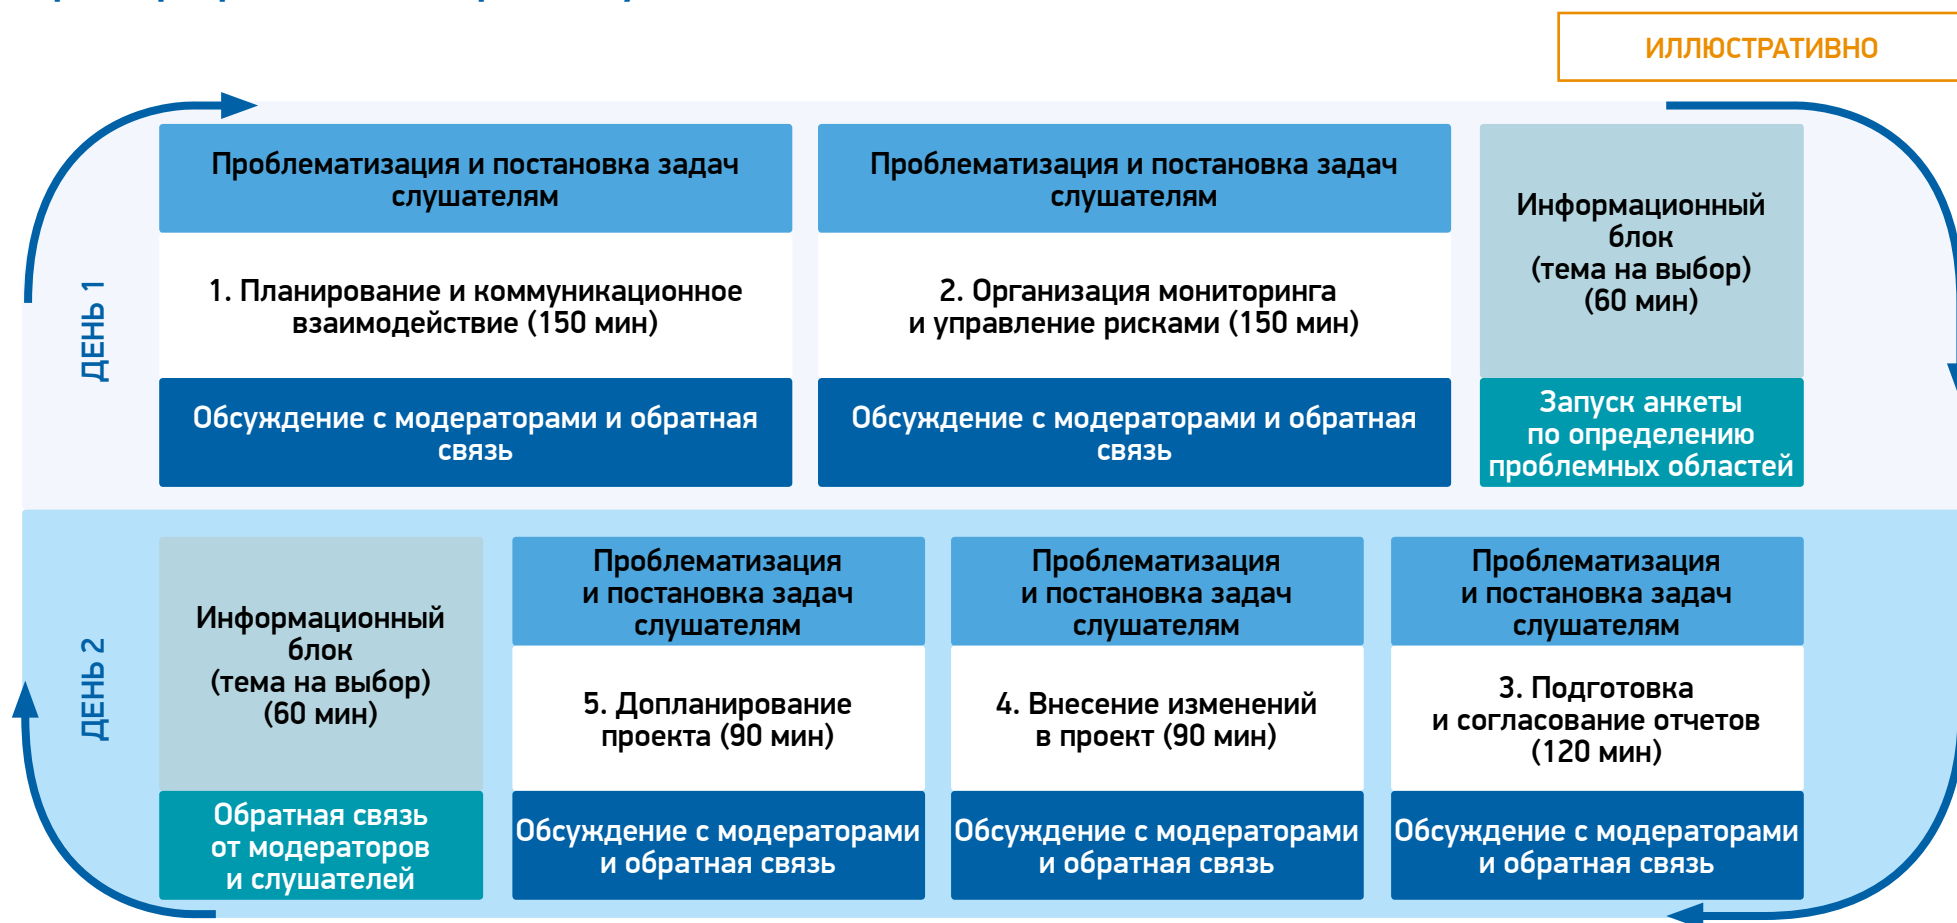 ИЛЛЮСТРАТИВНО
ДЕНЬ 1
Проблематизация и постановка задач
слушателям
1. Планирование и коммуникационное
взаимодействие (150 мин)
Обсуждение с модераторами и обратная
связь
Проблематизация и постановка задач
слушателям
2. Организация мониторинга
и управление рисками (150 мин)
Обсуждение с модераторами и обратная
связь
Информационный
блок
(тема на выбор)
(60 мин)
Запуск анкеты
по определению
проблемных областей
ДЕНЬ 2
Информационный
блок
(тема на выбор)
(60 мин)
Обратная связь
от модераторов
и слушателей
Проблематизация
и постановка задач
слушателям
5. Допланирование
проекта (90 мин)
Обсуждение с модераторами
и обратная связь
Проблематизация
и постановка задач
слушателям
4. Внесение изменений
в проект (90 мин)
Обсуждение с модераторами
и обратная связь
Проблематизация
и постановка задач
слушателям
3. Подготовка
и согласование отчетов
(120 мин)
Обсуждение с модераторами
и обратная связь